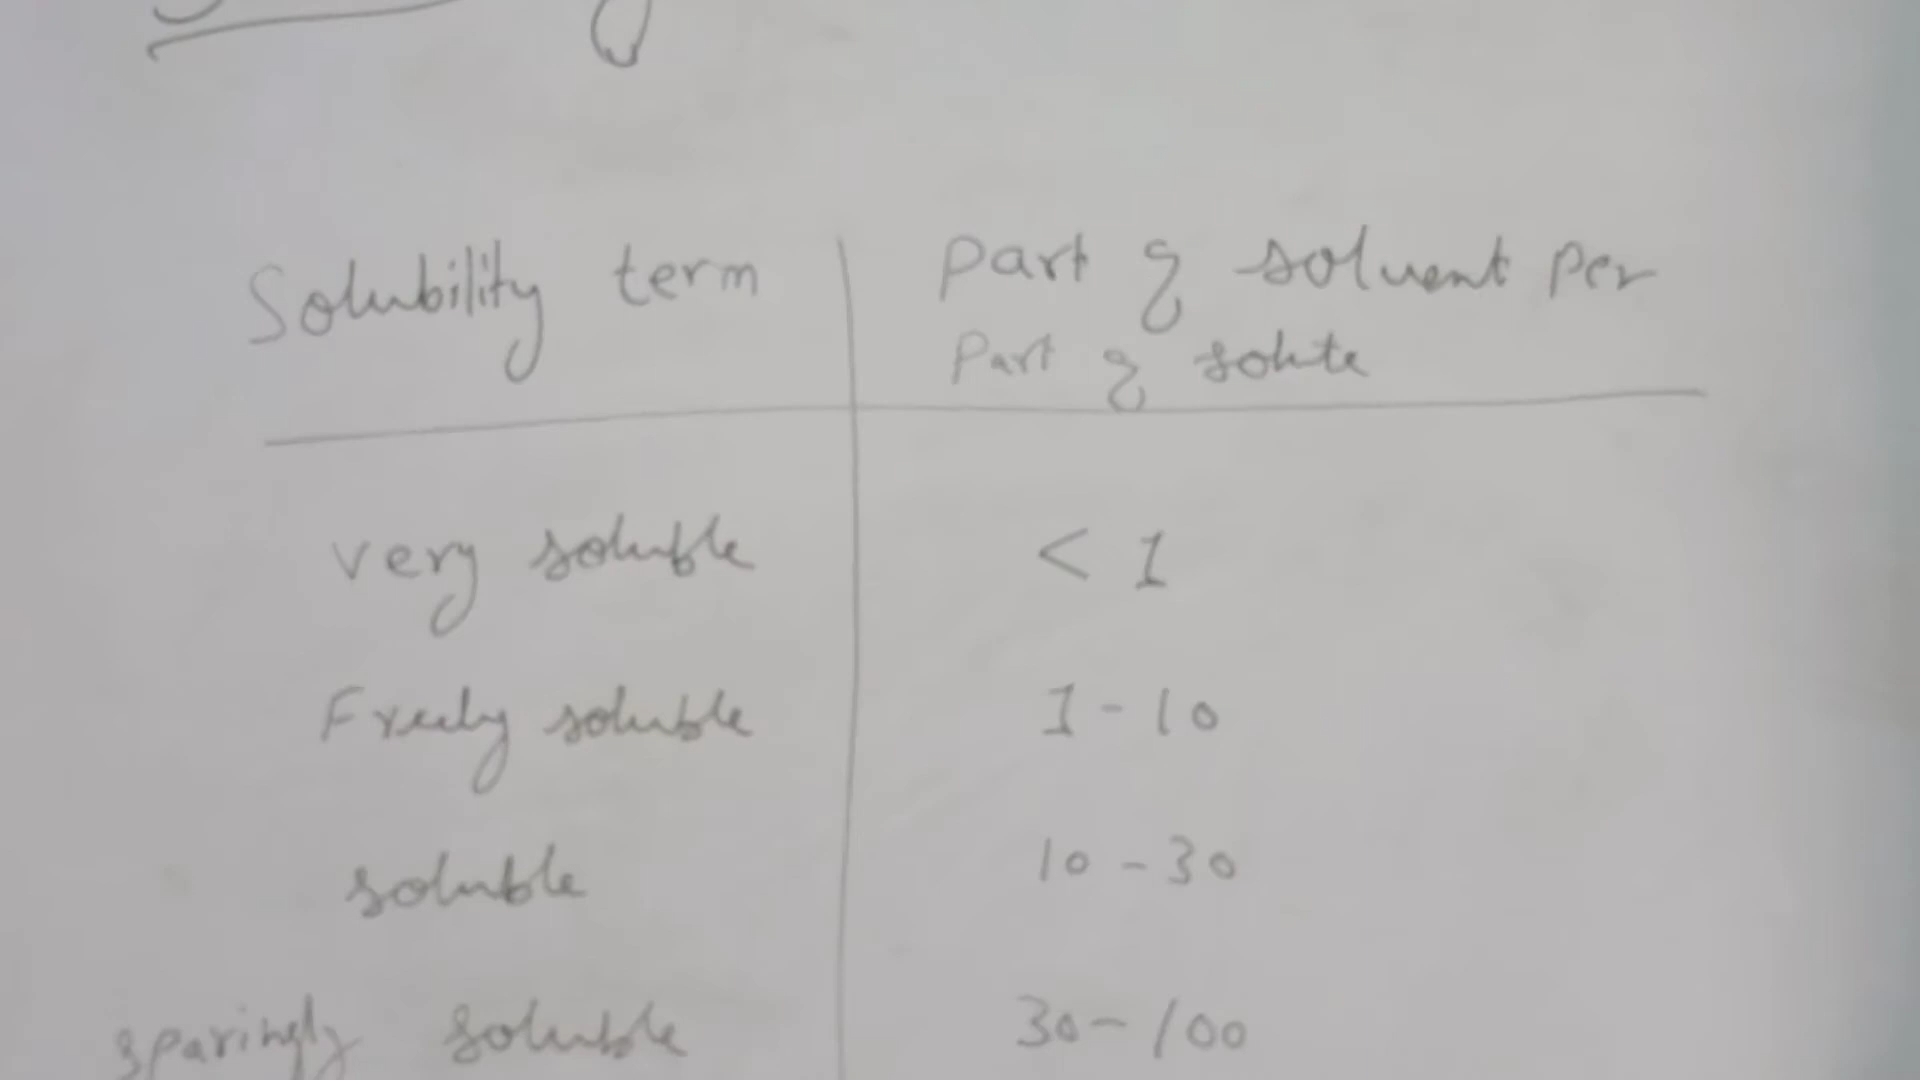 Solubility term | Part of solvent per
Part of solute
very soluble | < 1
Freely soluble | 1 - 10
soluble | 10 - 30
sparingly soluble | 30 - 100